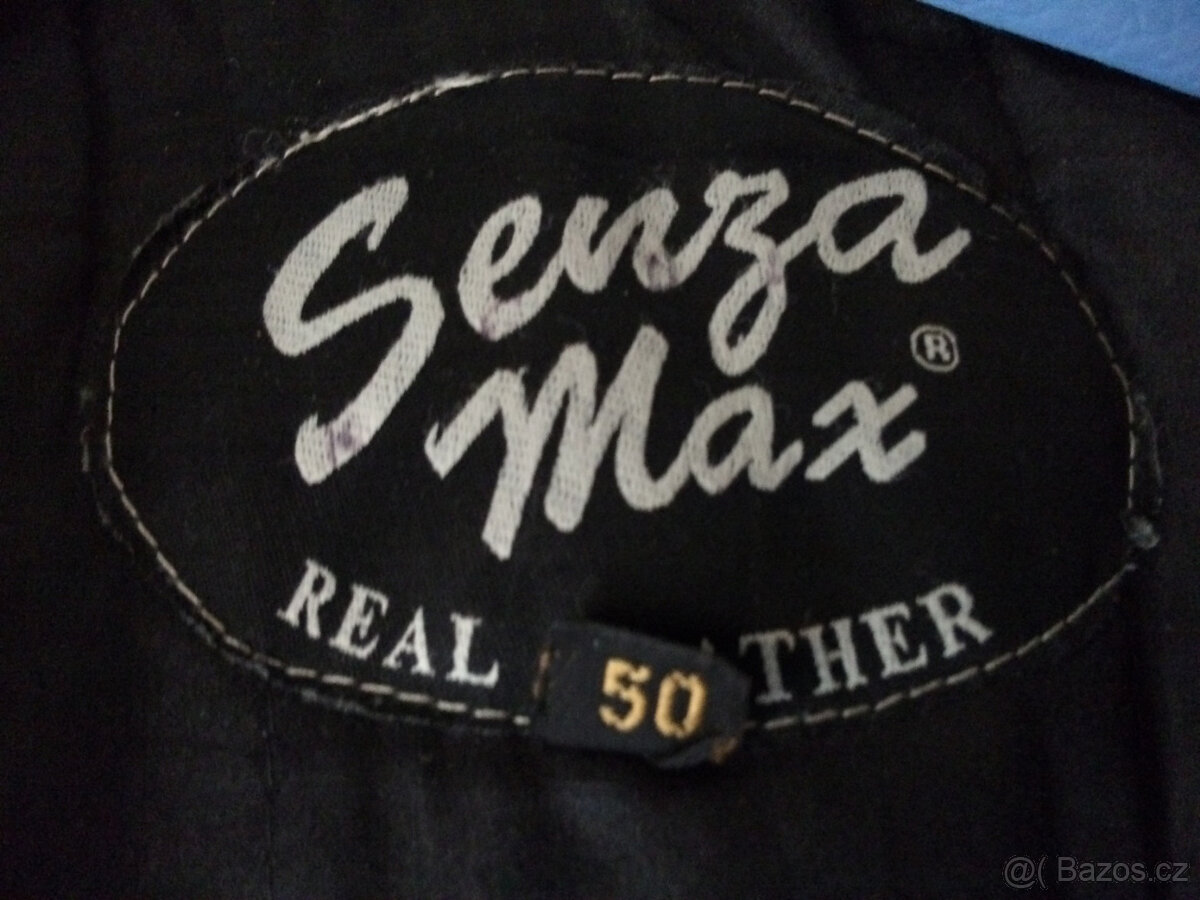 Senza
Max®
REAL
THER
50
@( Bazos.cz